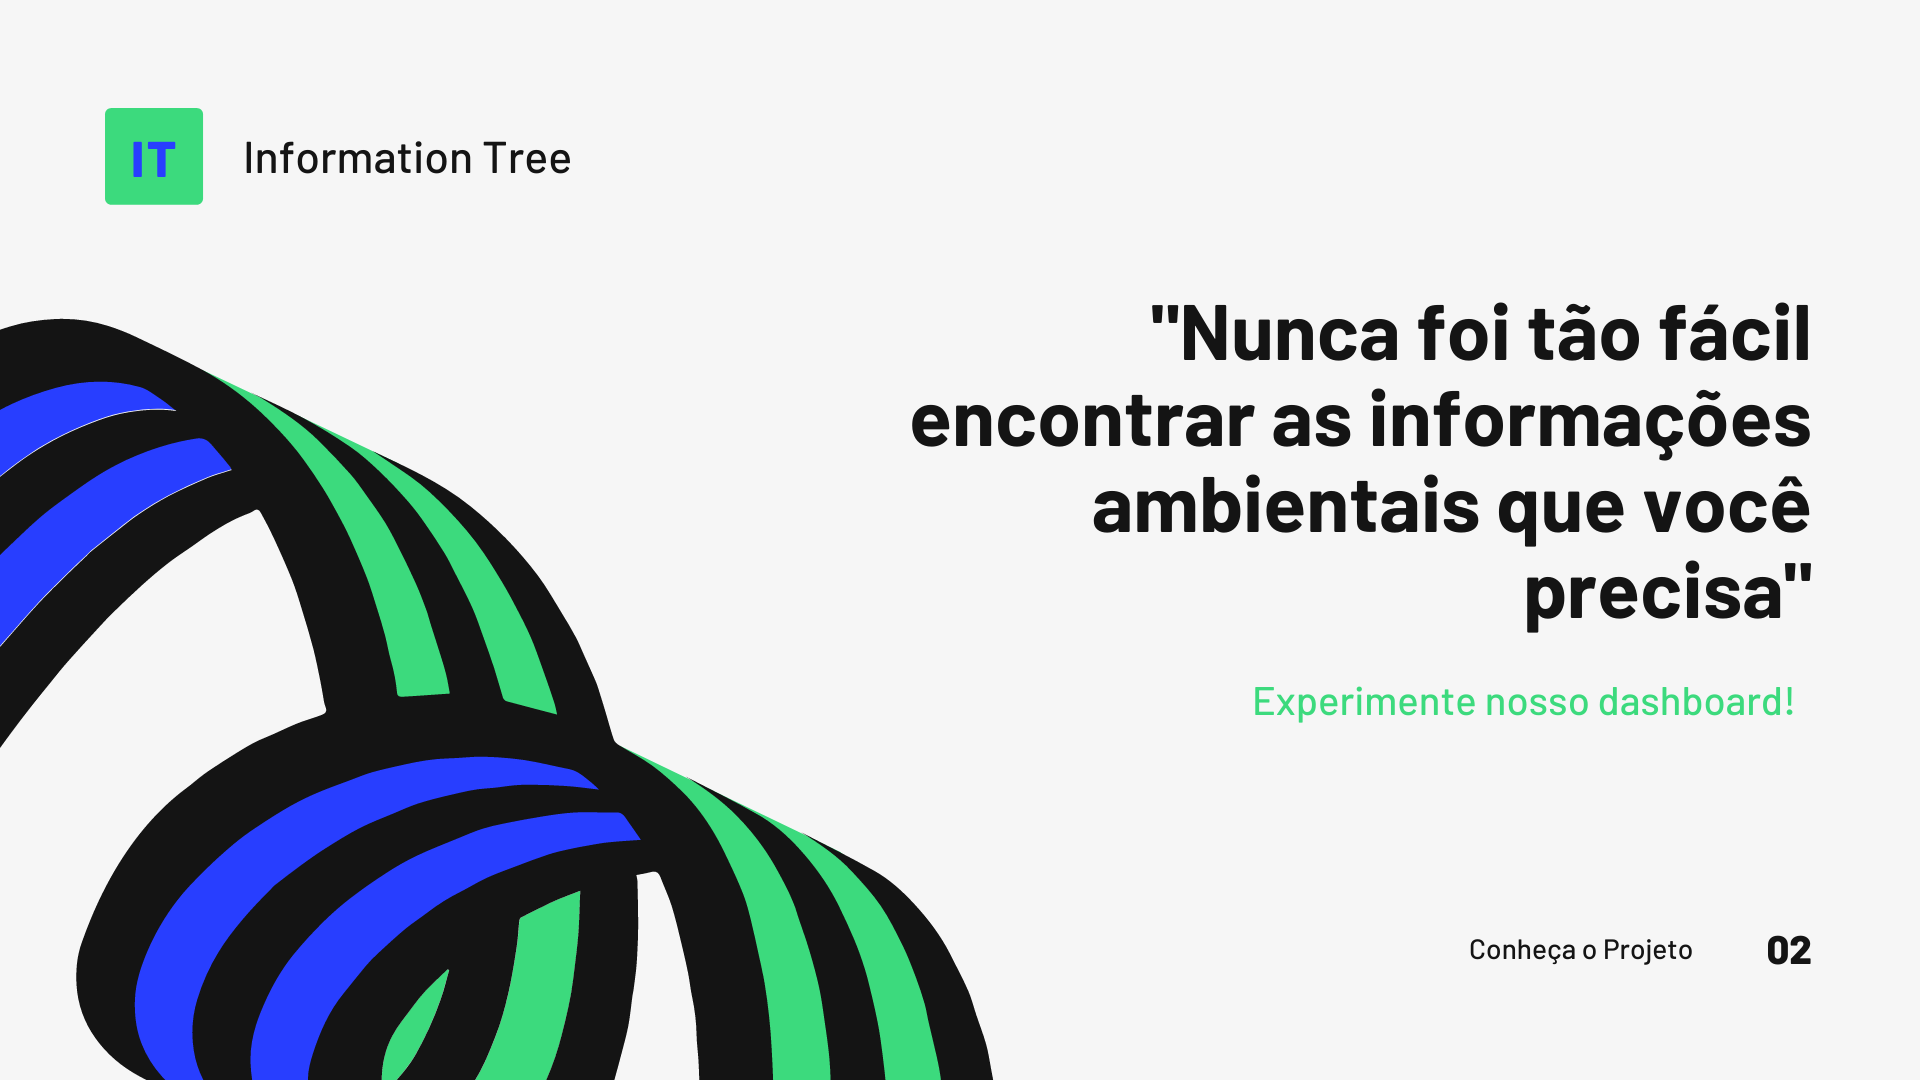 IT
Information Tree
"Nunca foi tão fácil
encontrar as informações
ambientais que você
precisa"
Experimente nosso dashboard!
Conheça o Projeto
02